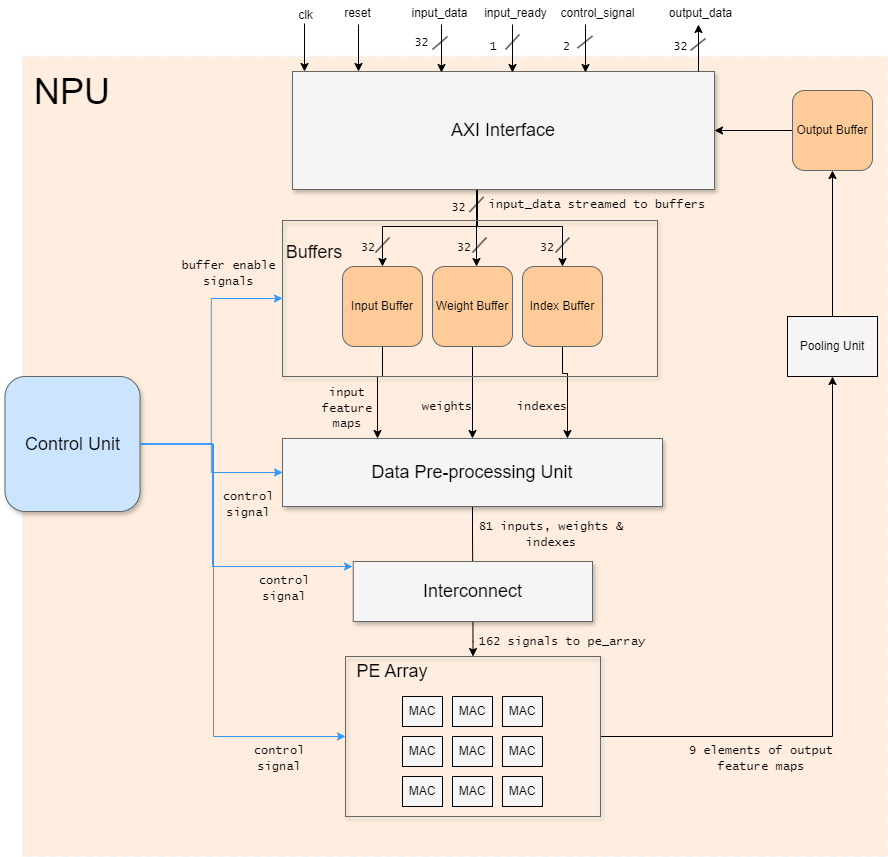 clk
reset
input_data
input_ready
control_signal
output_data
32
1
2
32
NPU
AXI Interface
Output Buffer
32
input_data streamed to buffers
Buffers
32
32
32
buffer enable
signals
Input Buffer
Weight Buffer
Index Buffer
Pooling Unit
input
feature
maps
weights
indexes
Control Unit
Data Pre-processing Unit
control
signal
81 inputs, weights &
indexes
control
signal
Interconnect
162 signals to pe_array
PE Array
MAC
MAC
MAC
MAC
MAC
MAC
MAC
MAC
MAC
control
signal
9 elements of output
feature maps